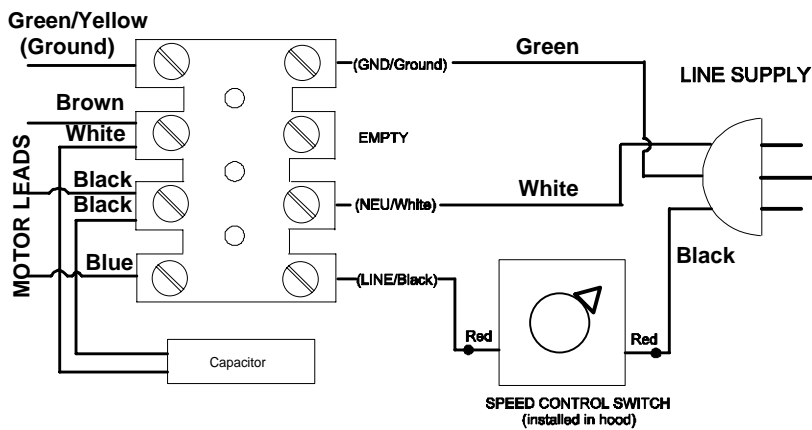 Green/Yellow
(Ground)
Brown
White
Black
Black
Blue
MOTOR LEADS
(GND/Ground)
EMPTY
(NEU/White)
(LINE/Black)
Green
White
LINE SUPPLY
Black
Red
Red
Capacitor
SPEED CONTROL SWITCH
(installed in hood)